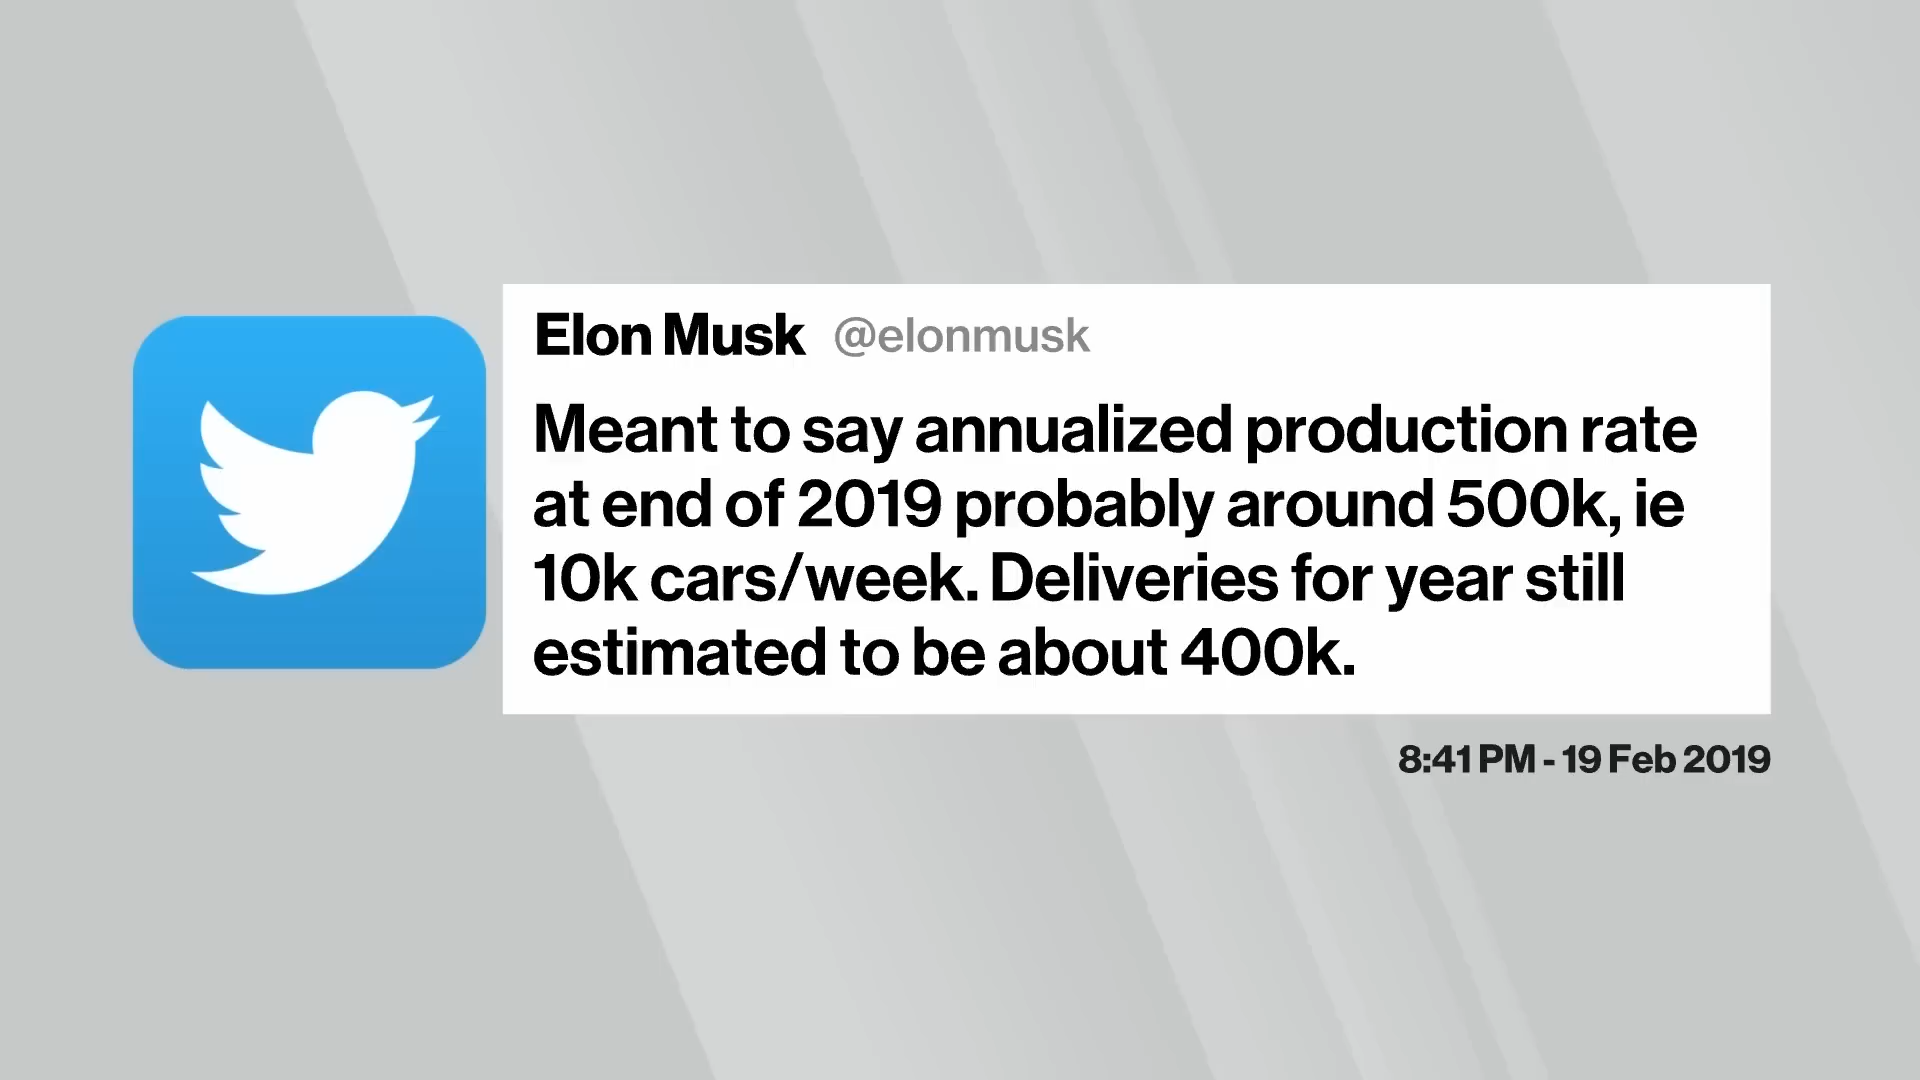 Elon Musk @elonmusk
Meant to say annualized production rate
at end of 2019 probably around 500k, ie
10k cars/week. Deliveries for year still
estimated to be about 400k.
8:41 PM - 19 Feb 2019